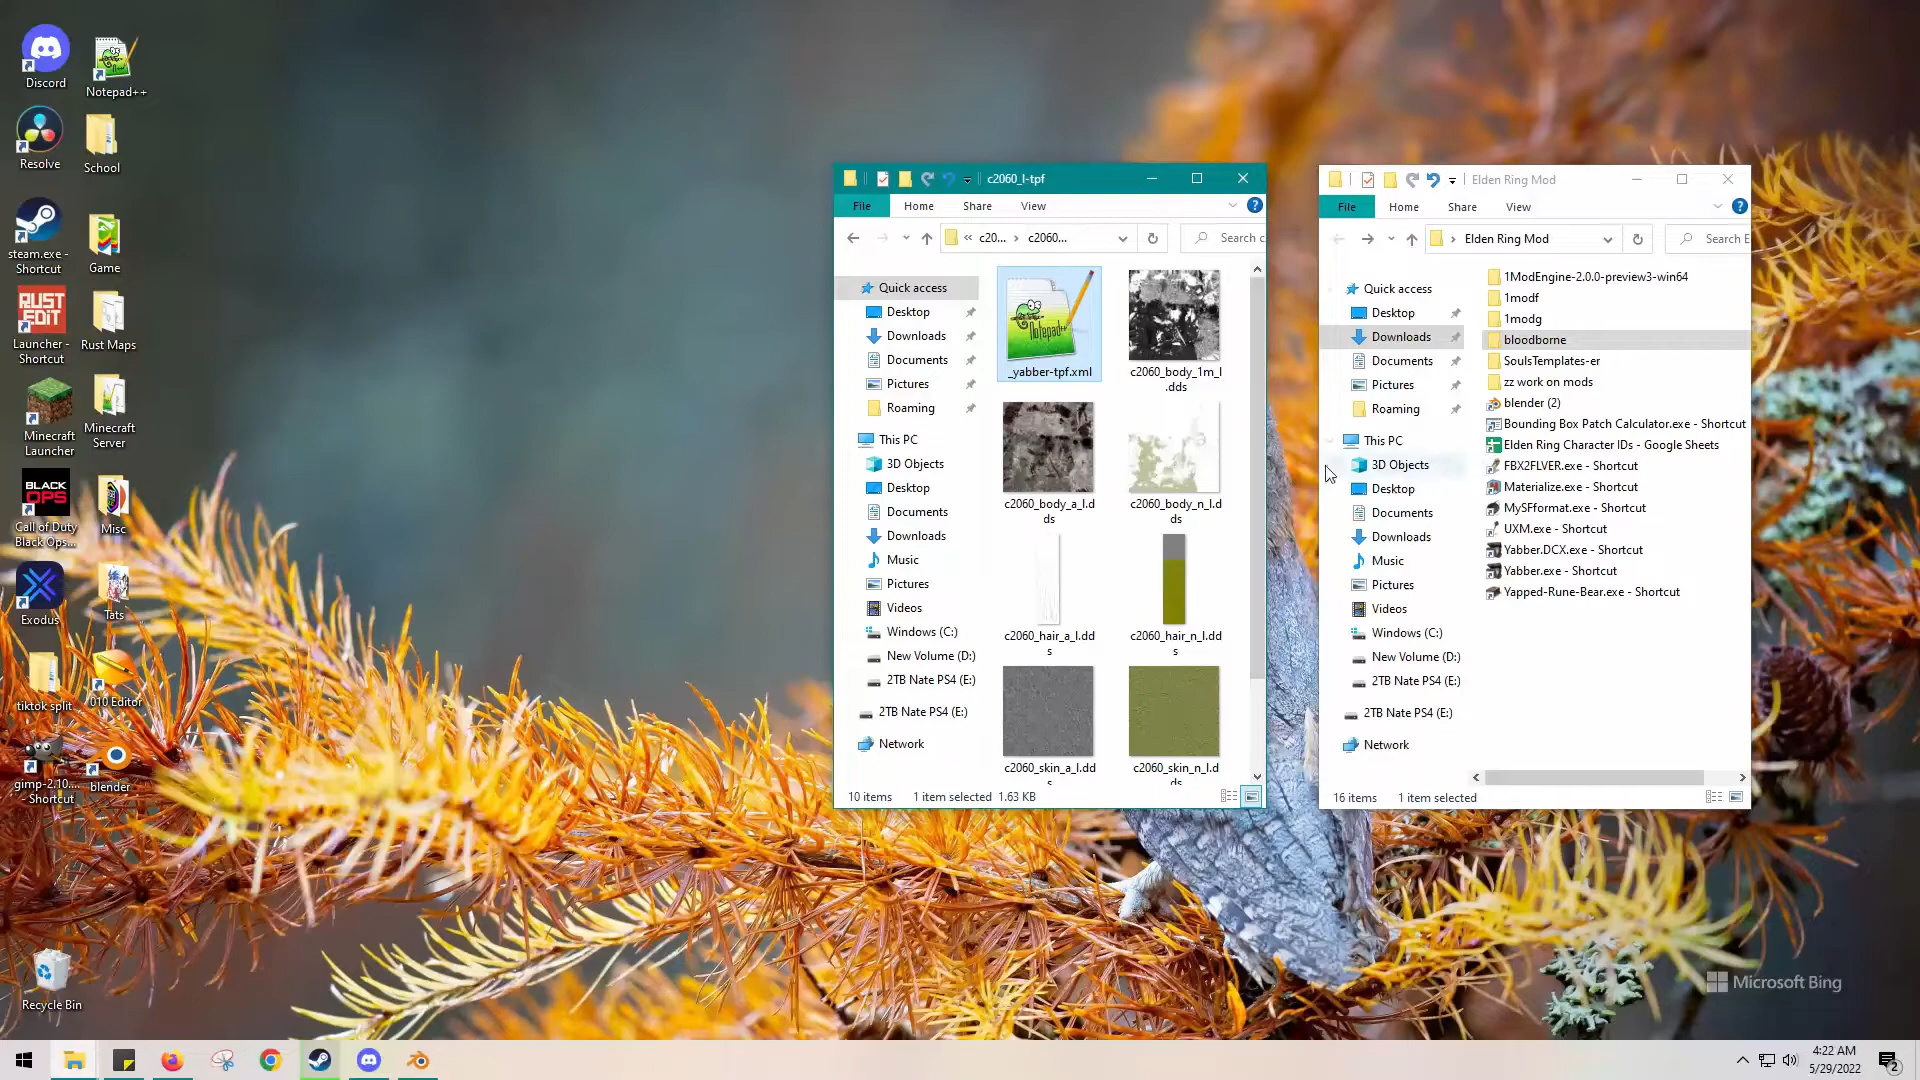 Discord
Notepad++
Resolve
School
steam.exe -
Shortcut
Game
RUST
EDIT
Launcher -
Shortcut
Rust Maps
Minecraft
Launcher
Minecraft
Server
BLACK
OPS
Call of Duty
Black Ops...
Misc
Exodus
Tats
tiktok split
010 Editor
gimp-2.10....
- Shortcut
blender
Recycle Bin
c2060_l-tpf
File
Home
Share
View
«
c20...
c2060...
Search c
Quick access
Desktop
Downloads
Documents
Pictures
Roaming
This PC
3D Objects
Desktop
Documents
Downloads
Music
Pictures
Videos
Windows (C:)
New Volume (D:)
2TB Nate PS4 (E:)
2TB Nate PS4 (E:)
Network
Notepad++
_yabber-tpf.xml
c2060_body_1m_l
.dds
c2060_body_a_l.d
ds
c2060_body_n_l.d
ds
c2060_hair_a_l.dd
s
c2060_hair_n_l.dd
s
c2060_skin_a_l.dd
s
c2060_skin_n_l.d
ds
10 items
1 item selected 1.63 KB
Elden Ring Mod
File
Home
Share
View
Elden Ring Mod
Search E
Quick access
Desktop
Downloads
Documents
Pictures
Roaming
This PC
3D Objects
Desktop
Documents
Downloads
Music
Pictures
Videos
Windows (C:)
New Volume (D:)
2TB Nate PS4 (E:)
2TB Nate PS4 (E:)
Network
1ModEngine-2.0.0-preview3-win64
1modf
1modg
bloodborne
SoulsTemplates-er
zz work on mods
blender (2)
Bounding Box Patch Calculator.exe - Shortcut
Elden Ring Character IDs - Google Sheets
FBX2FLVER.exe - Shortcut
Materialize.exe - Shortcut
MySFformat.exe - Shortcut
UXM.exe - Shortcut
Yabber.DCX.exe - Shortcut
Yabber.exe - Shortcut
Yapped-Rune-Bear.exe - Shortcut
16 items
1 item selected
Microsoft Bing
4:22 AM
5/29/2022
2